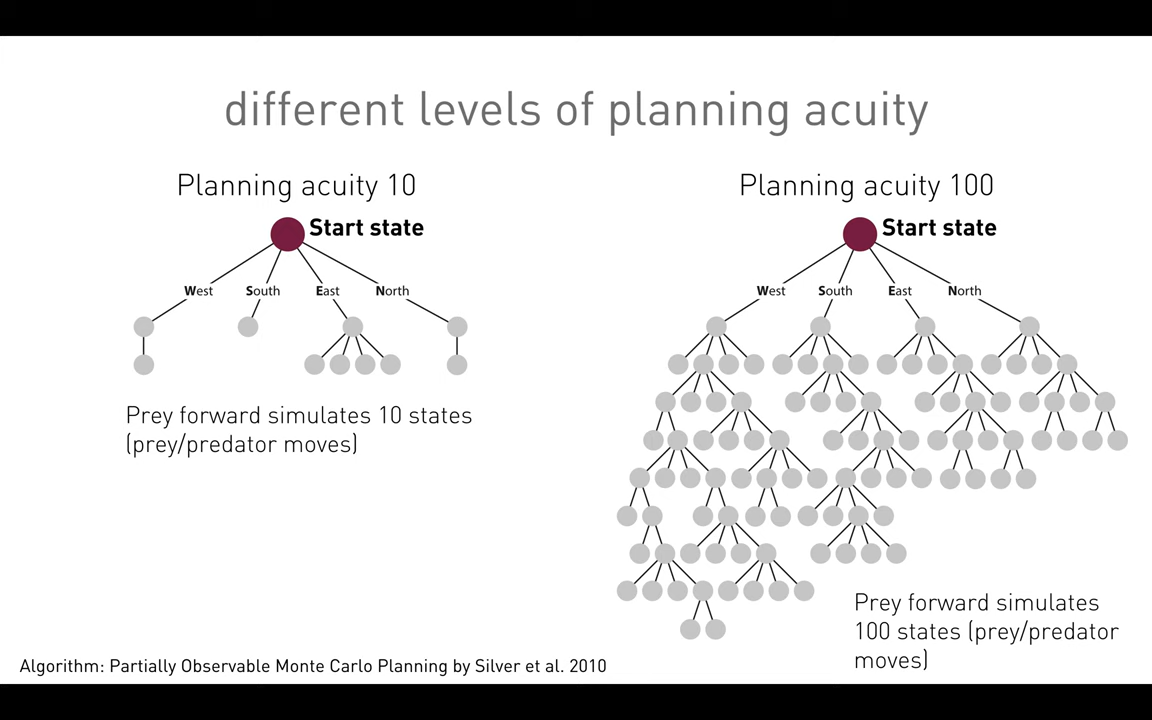 different levels of planning acuity
Planning acuity 10
Start state
West
South
East
North
Prey forward simulates 10 states
(prey/predator moves)
Planning acuity 100
Start state
West
South
East
North
Prey forward simulates
100 states (prey/predator
moves)
Algorithm: Partially Observable Monte Carlo Planning by Silver et al. 2010